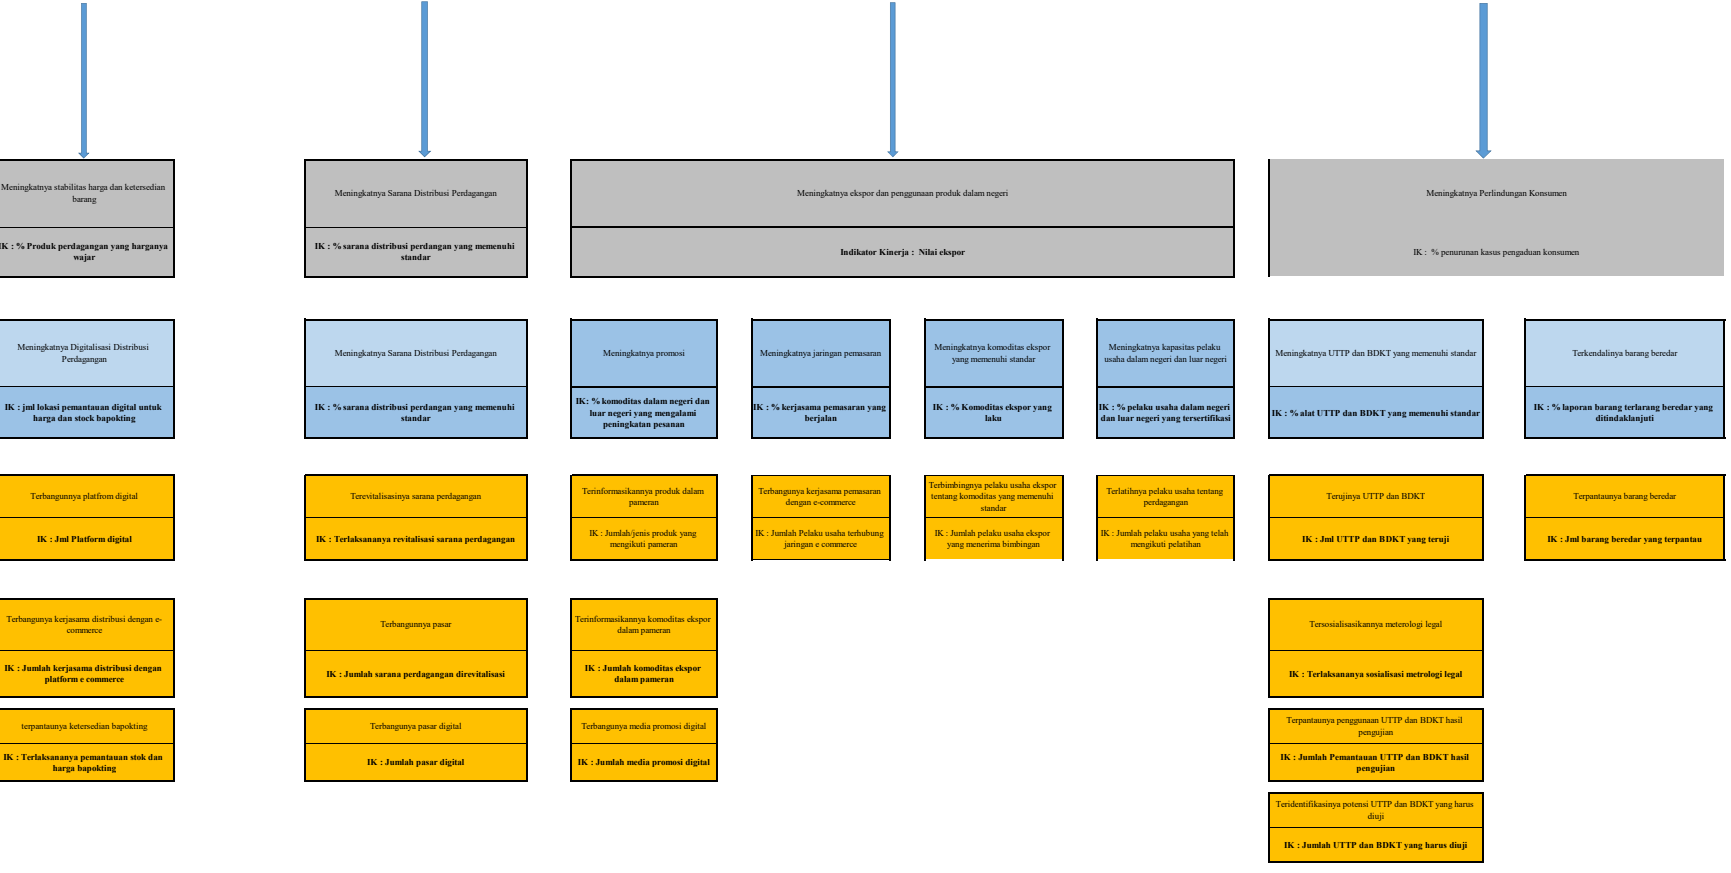 Meningkatnya stabilitas harga dan ketersedian
barang
IK : % Produk perdagangan yang harganya
wajar
Meningkatnya Sarana Distribusi Perdagangan
IK : % sarana distribusi perdangan yang memenuhi
standar
Meningkatnya ekspor dan penggunaan produk dalam negeri
Indikator Kinerja : Nilai ekspor
Meningkatnya Perlindungan Konsumen
IK : % penurunan kasus pengaduan konsumen
Meningkatnya Digitalisasi Distribusi
Perdagangan
IK : jml lokasi pemantauan digital untuk
harga dan stock bapokting
Meningkatnya Sarana Distribusi Perdagangan
IK : % sarana distribusi perdangan yang memenuhi
standar
Meningkatnya promosi
IK: % komoditas dalam negeri dan
luar negeri yang mengalami
peningkatan pesanan
Meningkatnya jaringan pemasaran
IK : % kerjasama pemasaran yang
berjalan
Meningkatnya komoditas ekspor
yang memenuhi standar
IK : % Komoditas ekspor yang
laku
Meningkatnya kapasitas pelaku
usaha dalam negeri dan luar negeri
IK : % pelaku usaha dalam negeri
dan luar negeri yang tersertifikasi
Meningkatnya UTTP dan BDKT yang memenuhi standar
IK : % alat UTTP dan BDKT yang memenuhi standar
Terkendalinya barang beredar
IK : % laporan barang terlarang beredar yang
ditindaklanjuti
Terbangunnya platfrom digital
IK : Jml Platform digital
Terevitalisasinya sarana perdagangan
IK : Terlaksananya revitalisasi sarana perdagangan
Terinformasikannya produk dalam
pameran
IK : Jumlah/jenis produk yang
mengikuti pameran
Terbangunya kerjasama pemasaran
dengan e-commerce
IK : Jumlah Pelaku usaha terhubung
jaringan e commerce
Terbimbingnya pelaku usaha ekspor
tentang komoditas yang memenuhi
standar
IK : Jumlah pelaku usaha ekspor
yang menerima bimbingan
Terlatihnya pelaku usaha tentang
perdagangan
IK : Jumlah pelaku usaha yang telah
mengikuti pelatihan
Terujinya UTTP dan BDKT
IK : Jml UTTP dan BDKT yang teruji
Terpantaunya barang beredar
IK : Jml barang beredar yang terpantau
Terbangunya kerjasama distribusi dengan e-
commerce
IK : Jumlah kerjasama distribusi dengan
platform e commerce
Terbangunnya pasar
IK : Jumlah sarana perdagangan direvitalisasi
Terinformasikannya komoditas ekspor
dalam pameran
IK : Jumlah komoditas ekspor
dalam pameran
Tersosialisasikannya meterologi legal
IK : Terlaksananya sosialisasi metrologi legal
terpantaunya ketersedian bapokting
IK : Terlaksananya pemantauan stok dan
harga bapokting
Terbangunya pasar digital
IK : Jumlah pasar digital
Terbangunya media promosi digital
IK : Jumlah media promosi digital
Terpantaunya penggunaan UTTP dan BDKT hasil
pengujian
IK : Jumlah Pemantauan UTTP dan BDKT hasil
pengujian
Teridentifikasinya potensi UTTP dan BDKT yang harus
diuji
IK : Jumlah UTTP dan BDKT yang harus diuji